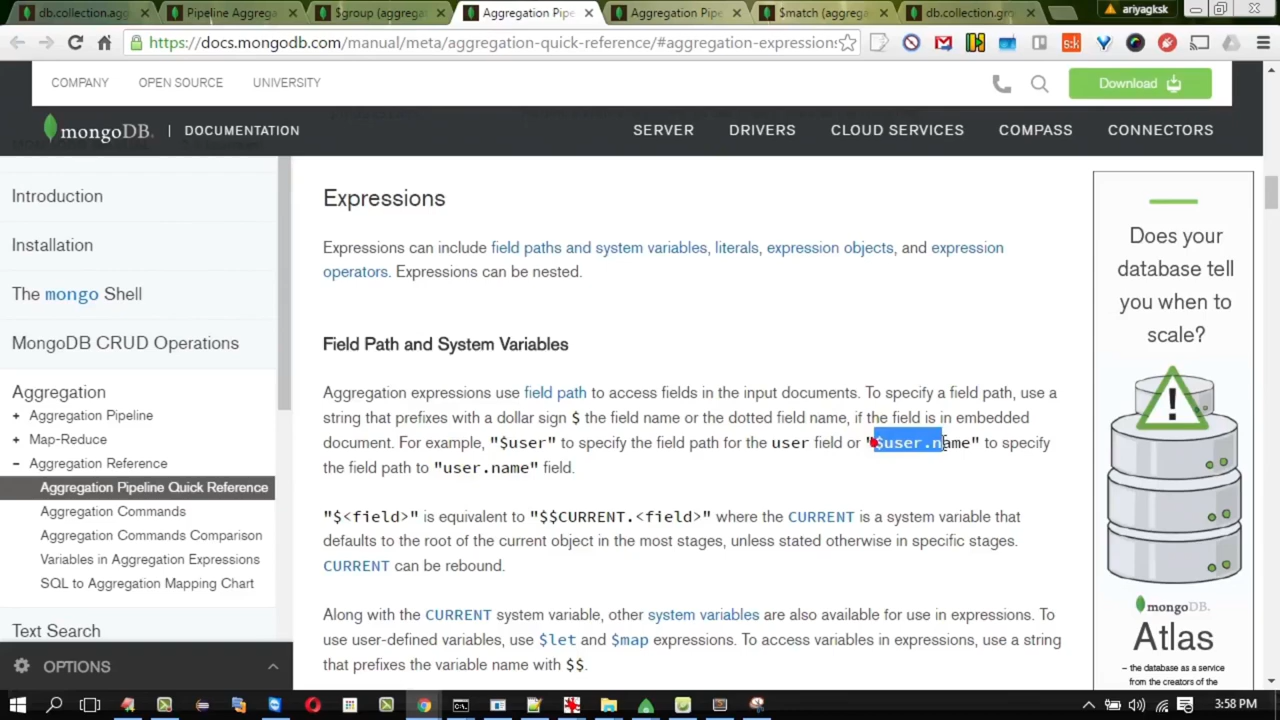 db.collection.agg
Pipeline Aggrega
$group (aggrega
Aggregation Pipe
Aggregation Pipe
$match (aggrega
db.collection.gro
ariyagksk
https://docs.mongodb.com/manual/meta/aggregation-quick-reference/#aggregation-expressions
COMPANY OPEN SOURCE UNIVERSITY
Download
mongoDB. | DOCUMENTATION
SERVER DRIVERS CLOUD SERVICES COMPASS CONNECTORS
Introduction
Installation
The mongo Shell
MongoDB CRUD Operations
Aggregation
+ Aggregation Pipeline
+ Map-Reduce
− Aggregation Reference
Aggregation Pipeline Quick Reference
Aggregation Commands
Aggregation Commands Comparison
Variables in Aggregation Expressions
SQL to Aggregation Mapping Chart
Text Search
OPTIONS
Expressions
Expressions can include field paths and system variables, literals, expression objects, and expression
operators. Expressions can be nested.
Field Path and System Variables
Aggregation expressions use field path to access fields in the input documents. To specify a field path, use a
string that prefixes with a dollar sign $ the field name or the dotted field name, if the field is in embedded
document. For example, "$user" to specify the field path for the user field or "$user.name" to specify
the field path to "user.name" field.
"$<field>" is equivalent to "$$CURRENT.<field>" where the CURRENT is a system variable that
defaults to the root of the current object in the most stages, unless stated otherwise in specific stages.
CURRENT can be rebound.
Along with the CURRENT system variable, other system variables are also available for use in expressions. To
use user-defined variables, use $let and $map expressions. To access variables in expressions, use a string
that prefixes the variable name with $$.
Does your
database tell
you when to
scale?
mongoDB.
Atlas
– the database as a service
from the creators of the
3:58 PM